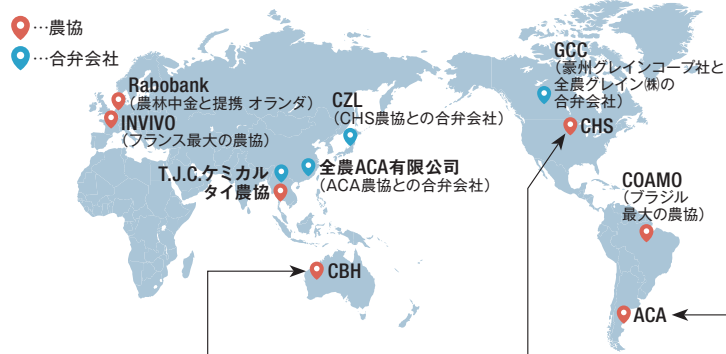 …農協
…合弁会社
Rabobank
（農林中金と提携 オランダ）
INVIVO
（フランス最大の農協）
CZL
（CHS農協との合弁会社）
GCC
（豪州グレインコープ社と
全農グレイン㈱の
合弁会社）
CHS
T.J.C.ケミカル
タイ農協
全農ACA有限公司
（ACA農協との合弁会社）
COAMO
（ブラジル
最大の農協）
CBH
ACA